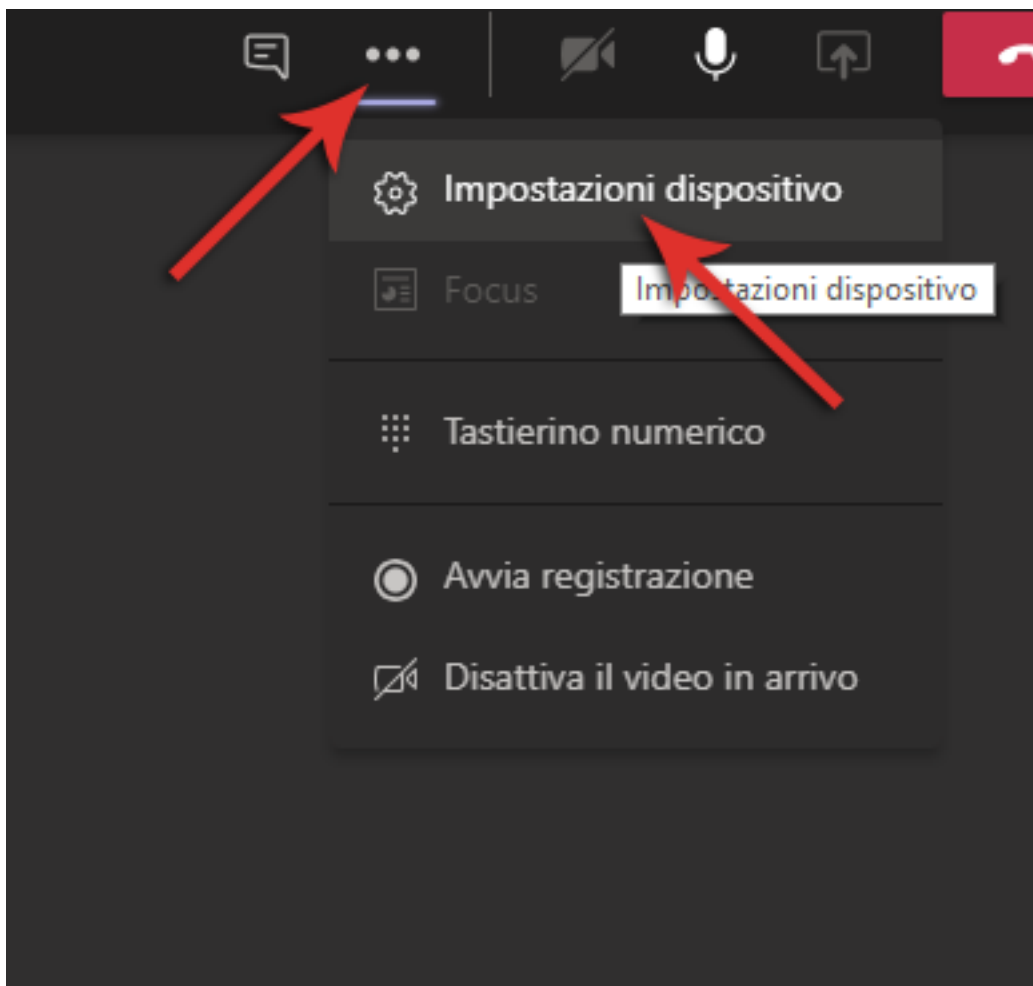 Impostazioni dispositivo
Focus
Impostazioni dispositivo
Tastierino numerico
Avvia registrazione
Disattiva il video in arrivo